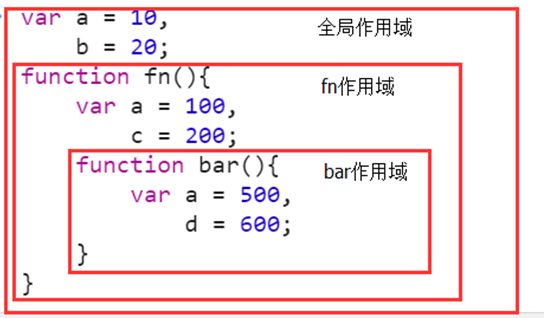 var a = 10, 全局作用域
b = 20;
function fn(){ fn作用域
var a = 100,
c = 200;
function bar(){ bar作用域
var a = 500,
d = 600;
}
}